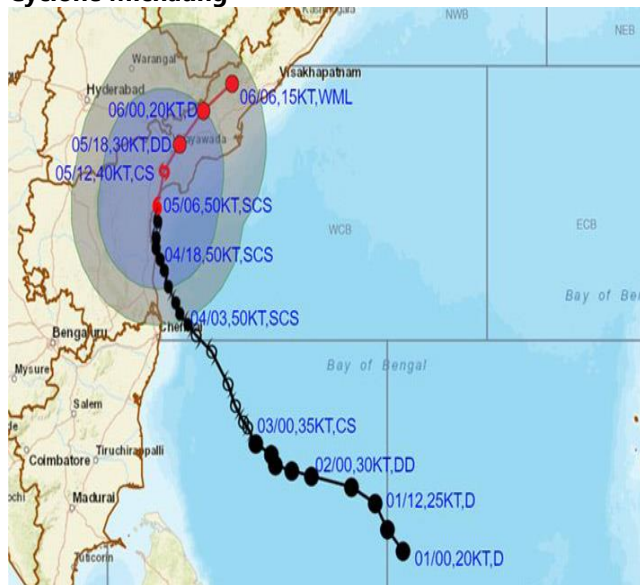 Cyclone Michaung
NWB
NEB
Warangal
Visakhapatnam
Hyderabad
06/06,15KT,WML
06/00,20KT,D
05/18,30KT,DD
05/12,40KT,CS
05/06,50KT,SCS
WCB
ECB
04/18,50KT,SCS
Bay of Ben
04/03,50KT,SCS
Bengaluru
Bay of Bengal
Mysure
Salem
03/00,35KT,CS
Coimbatore
Tiruchirappalli
02/00,30KT,DD
01/12,25KT,D
Madurai
01/00,20KT,D
Tuticorin